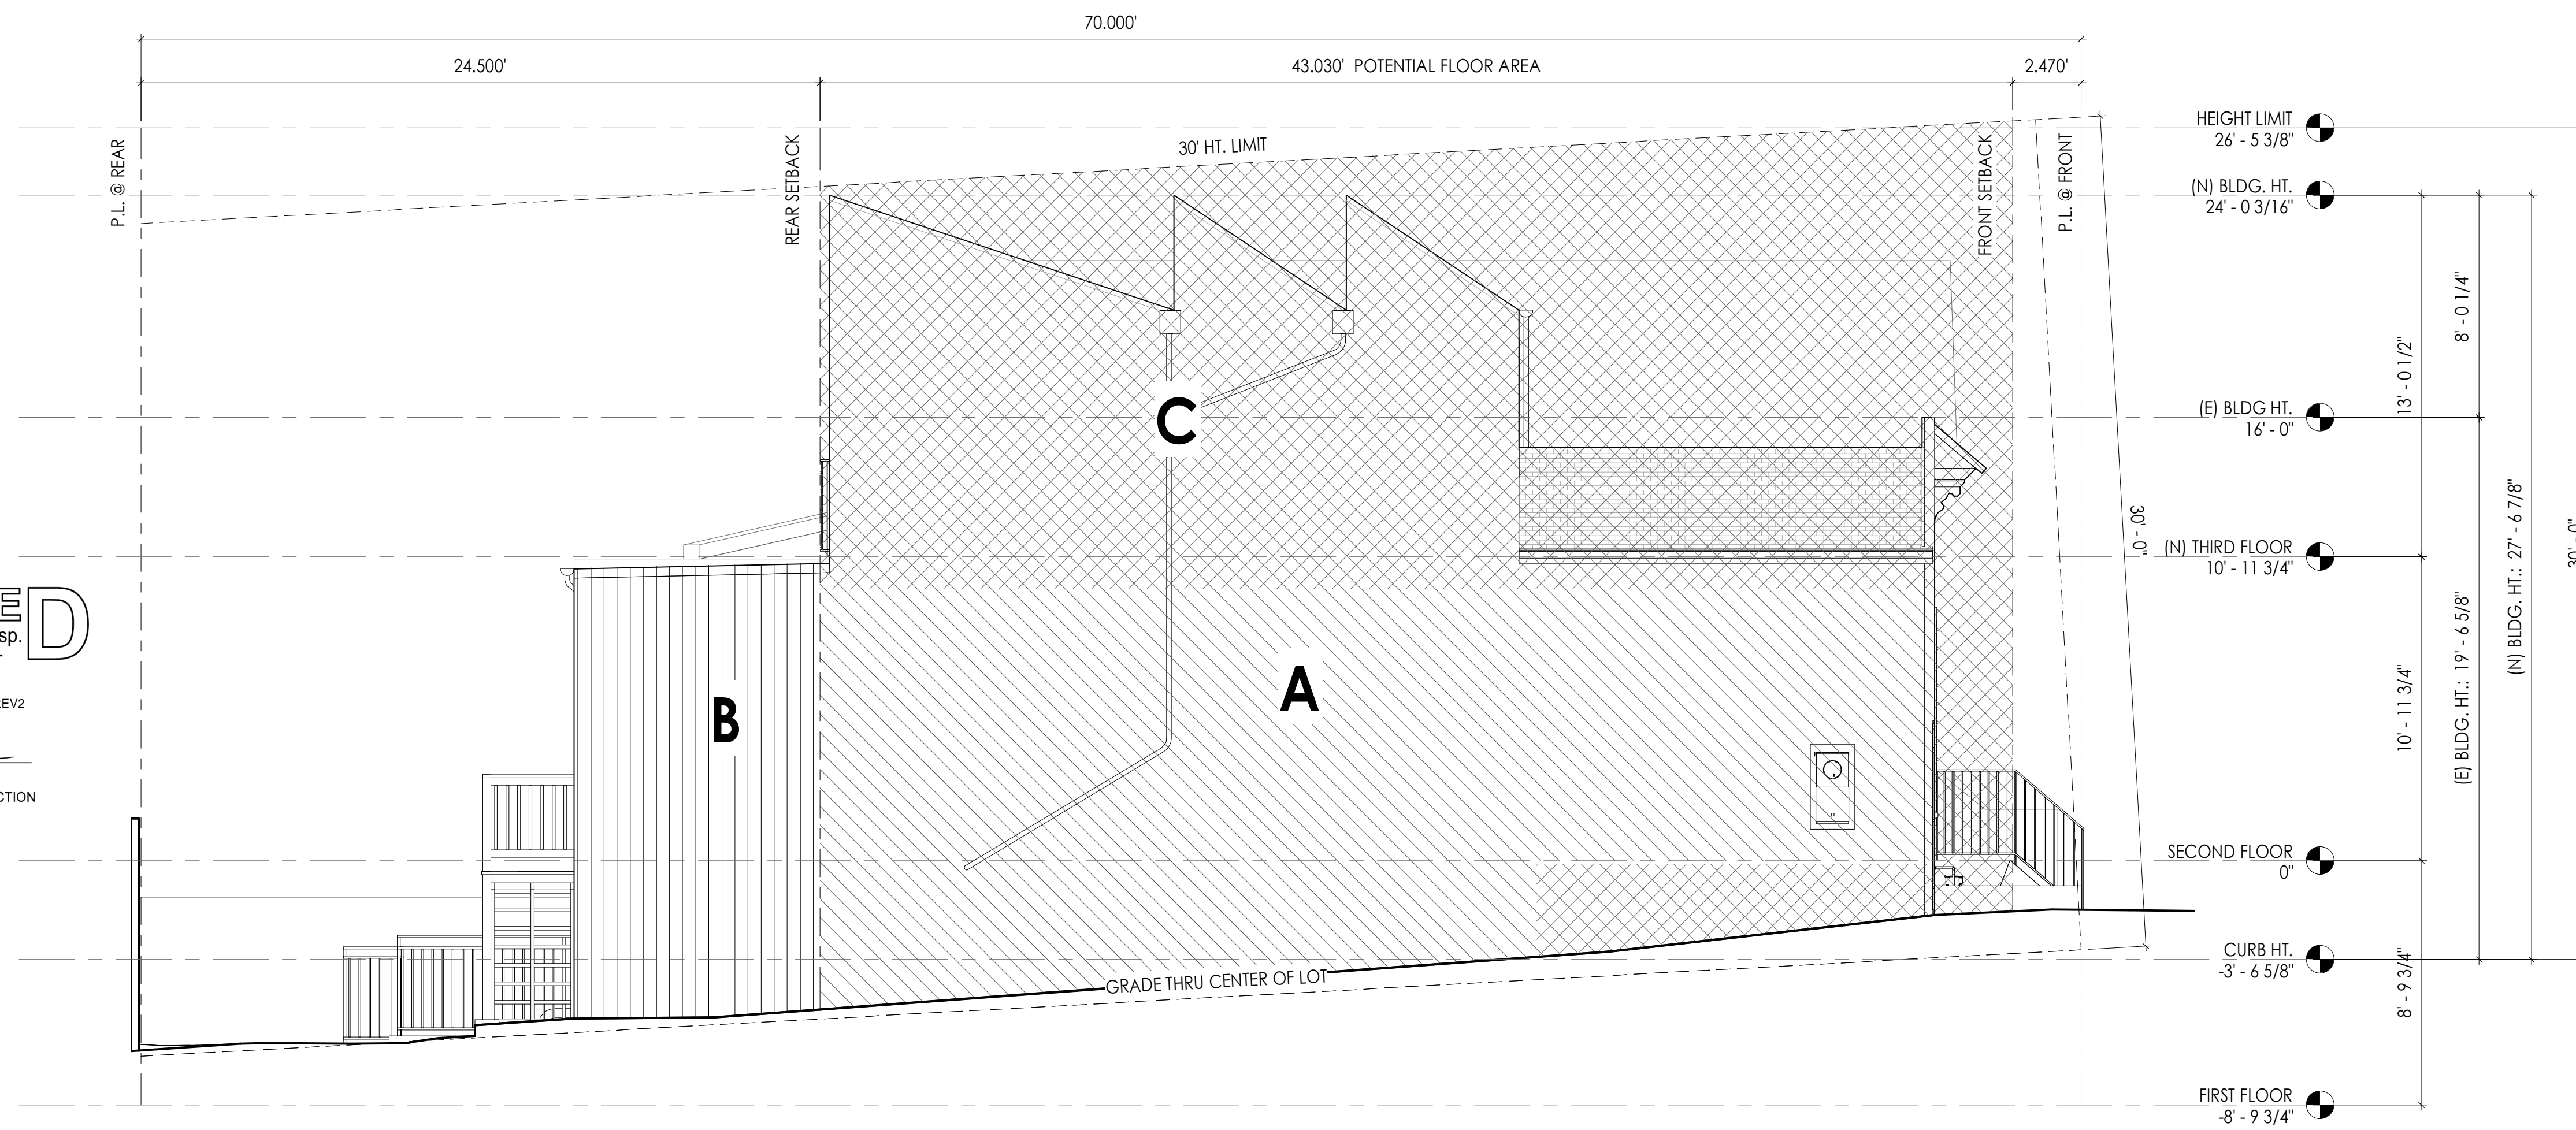 70.000'
24.500'
43.030' POTENTIAL FLOOR AREA
2.470'
P.L. @ REAR
REAR SETBACK
30' HT. LIMIT
FRONT SETBACK
P.L. @ FRONT
HEIGHT LIMIT
26' - 5 3/8"
(N) BLDG. HT.
24' - 0 3/16"
(E) BLDG HT.
16' - 0"
(N) THIRD FLOOR
10' - 11 3/4"
SECOND FLOOR
0"
CURB HT.
-3' - 6 5/8"
FIRST FLOOR
-8' - 9 3/4"
13' - 0 1/2"
8' - 0 1/4"
10' - 11 3/4"
8' - 9 3/4"
(E) BLDG. HT.: 19' - 6 5/8"
(N) BLDG. HT.: 27' - 6 7/8"
30' - 0"
30' - 0"
C
A
B
GRADE THRU CENTER OF LOT
ED
sp.
EV2
CTION